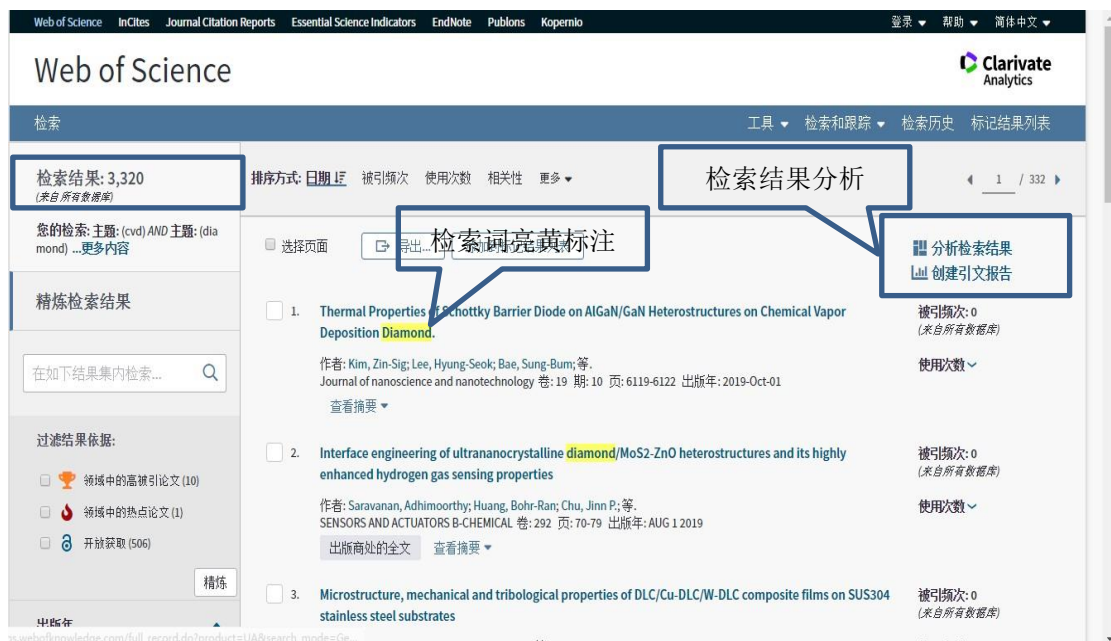 Web of Science InCites Journal Citation Reports Essential Science Indicators EndNote Publons Kopernio 登录 帮助 简体中文
Web of Science
Clarivate
Analytics
检索 工具 检索和跟踪 检索历史 标记结果列表
检索结果: 3,320
(来自所有数据库)
您的检索: 主题: (cvd) AND 主题: (dia
mond) ...更多内容
精炼检索结果
在如下结果集内检索...
过滤结果依据:
领域中的高被引论文 (10)
领域中的热点论文 (1)
开放获取 (506)
精炼
出版年
排序方式: 日期 被引频次 使用次数 相关性 更多
检索结果分析
1 / 332
选择页面 导出...
检索词亮黄标注
分析检索结果
创建引文报告
1. Thermal Properties of Schottky Barrier Diode on AlGaN/GaN Heterostructures on Chemical Vapor
Deposition Diamond.
作者: Kim, Zin-Sig; Lee, Hyung-Seok; Bae, Sung-Bum; 等.
Journal of nanoscience and nanotechnology 卷: 19 期: 10 页: 6119-6122 出版年: 2019-Oct-01
查看摘要
被引频次: 0
(来自所有数据库)
使用次数
2. Interface engineering of ultrananocrystalline diamond/MoS2-ZnO heterostructures and its highly
enhanced hydrogen gas sensing properties
作者: Saravanan, Adhimoorthy; Huang, Bohr-Ran; Chu, Jinn P.; 等.
SENSORS AND ACTUATORS B-CHEMICAL 卷: 292 页: 70-79 出版年: AUG 1 2019
出版商处的全文 查看摘要
被引频次: 0
(来自所有数据库)
使用次数
3. Microstructure, mechanical and tribological properties of DLC/Cu-DLC/W-DLC composite films on SUS304
stainless steel substrates
被引频次: 0
(来自所有数据库)